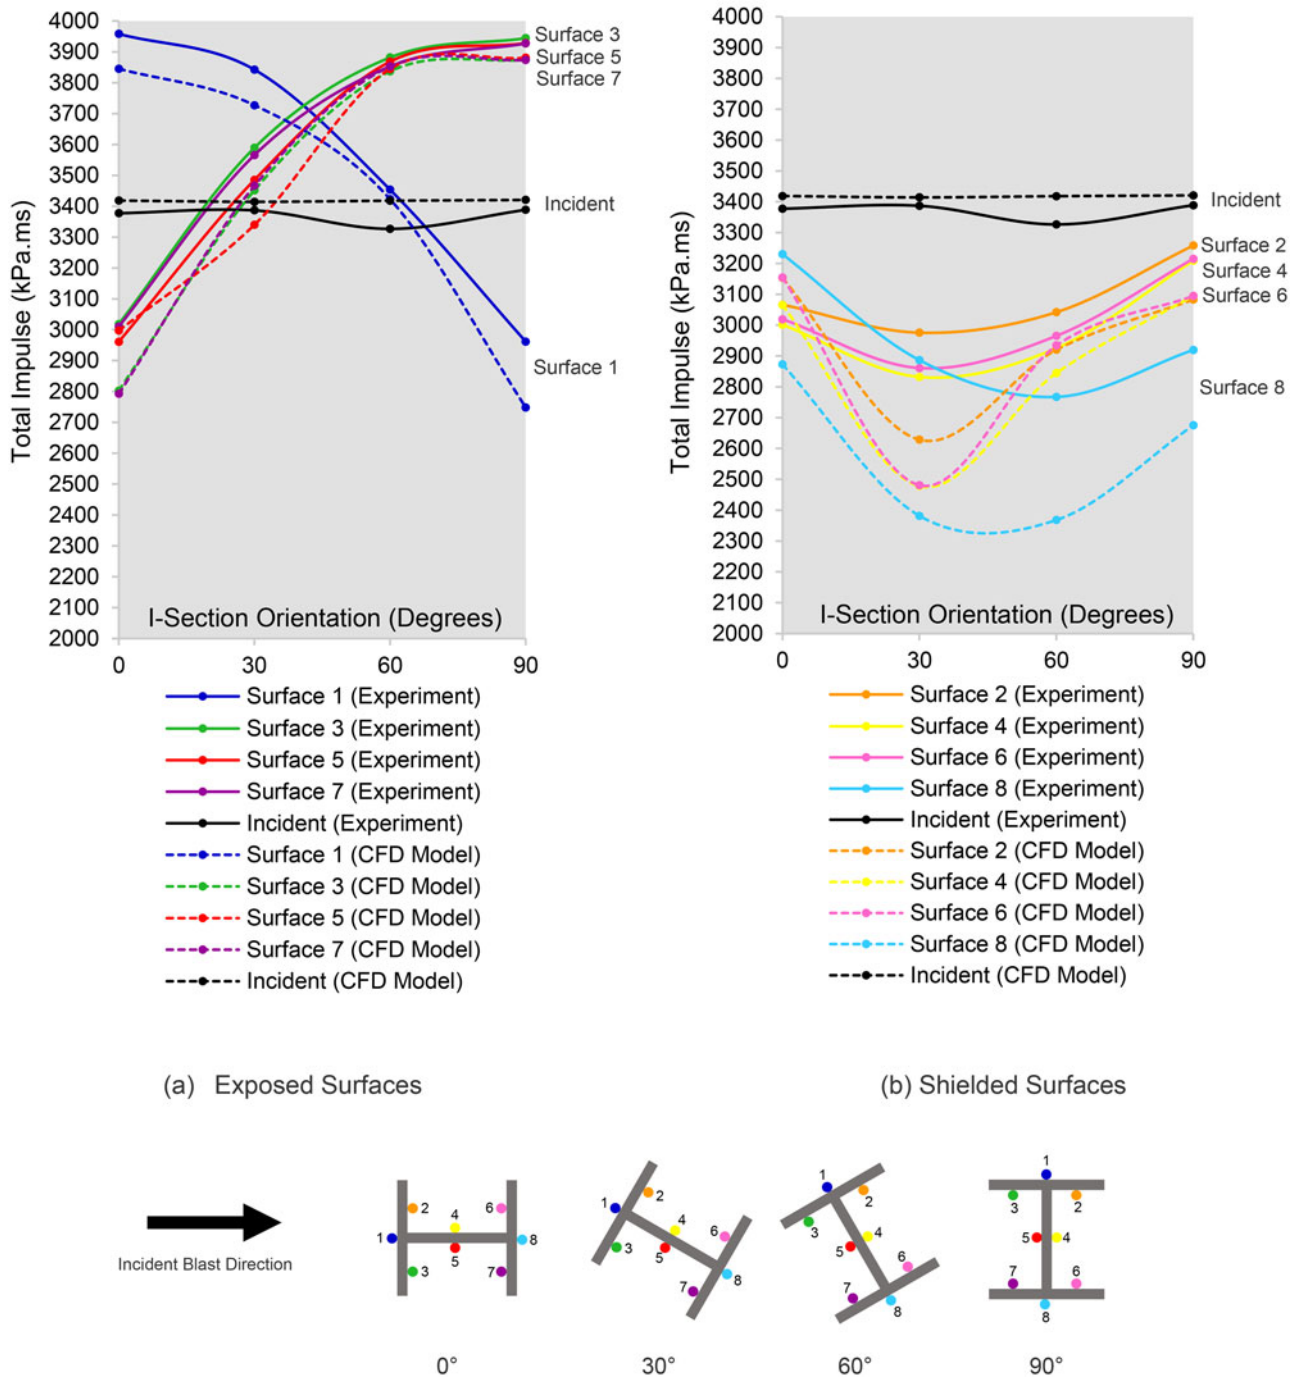 4000
3900
3800
3700
3600
3500
3400
3300
3200
3100
3000
2900
2800
2700
2600
2500
2400
2300
2200
2100
2000
Total Impulse (kPa.ms)
Surface 3
Surface 5
Surface 7
Incident
Surface 1
I-Section Orientation (Degrees)
0 30 60 90
Surface 1 (Experiment)
Surface 3 (Experiment)
Surface 5 (Experiment)
Surface 7 (Experiment)
Incident (Experiment)
Surface 1 (CFD Model)
Surface 3 (CFD Model)
Surface 5 (CFD Model)
Surface 7 (CFD Model)
Incident (CFD Model)
(a) Exposed Surfaces
4000
3900
3800
3700
3600
3500
3400
3300
3200
3100
3000
2900
2800
2700
2600
2500
2400
2300
2200
2100
2000
Total Impulse (kPa.ms)
Incident
Surface 2
Surface 4
Surface 6
Surface 8
I-Section Orientation (Degrees)
0 30 60 90
Surface 2 (Experiment)
Surface 4 (Experiment)
Surface 6 (Experiment)
Surface 8 (Experiment)
Incident (Experiment)
Surface 2 (CFD Model)
Surface 4 (CFD Model)
Surface 6 (CFD Model)
Surface 8 (CFD Model)
Incident (CFD Model)
(b) Shielded Surfaces
Incident Blast Direction
2 6
4
1 8
5
3 7
0°
2
1
4
6
3 5
8
7
30°
1
2
3
4
5
6
7
8
60°
1
3 2
5 4
7 6
8
90°